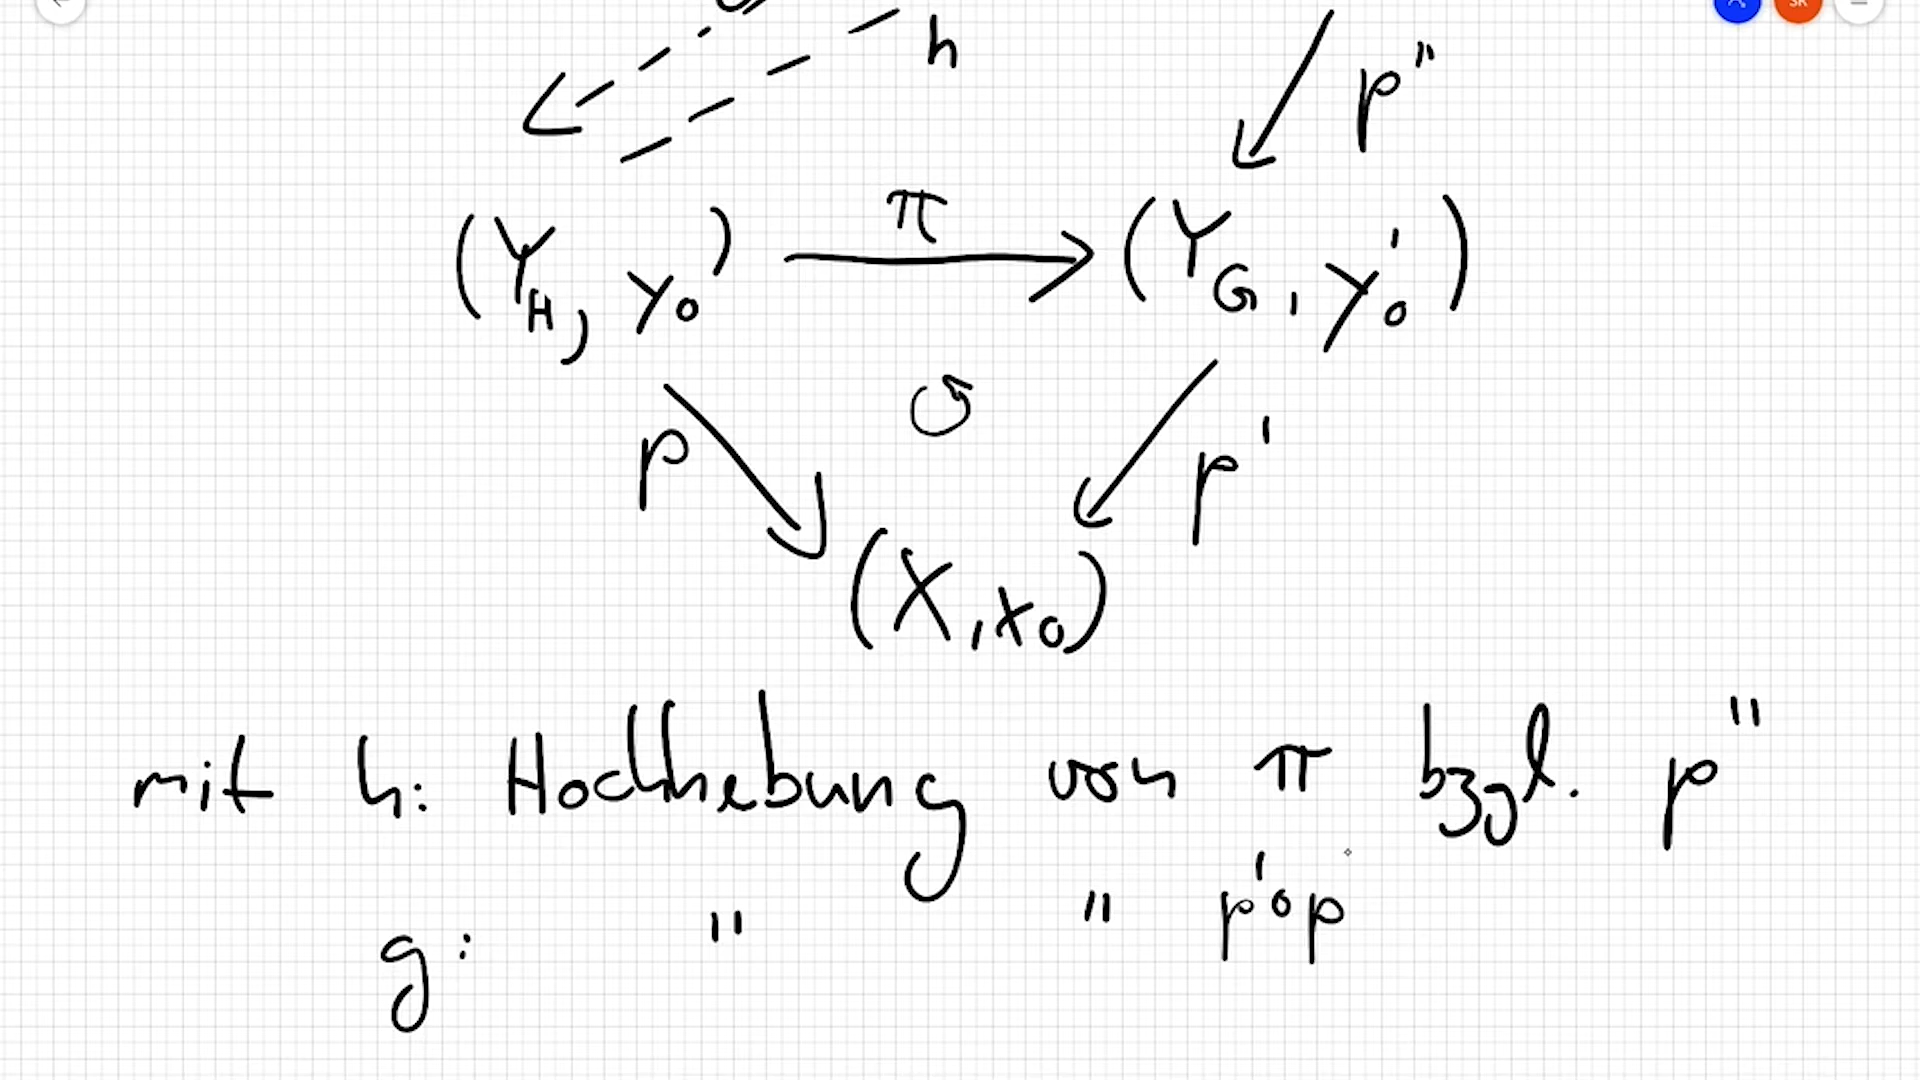 h
p"
π
(Y_H, y_0) (Y_G, y_0')
p p'
(X, x_0)
mit h: Hochhebung von π bzgl. p"
g: " " p'∘p